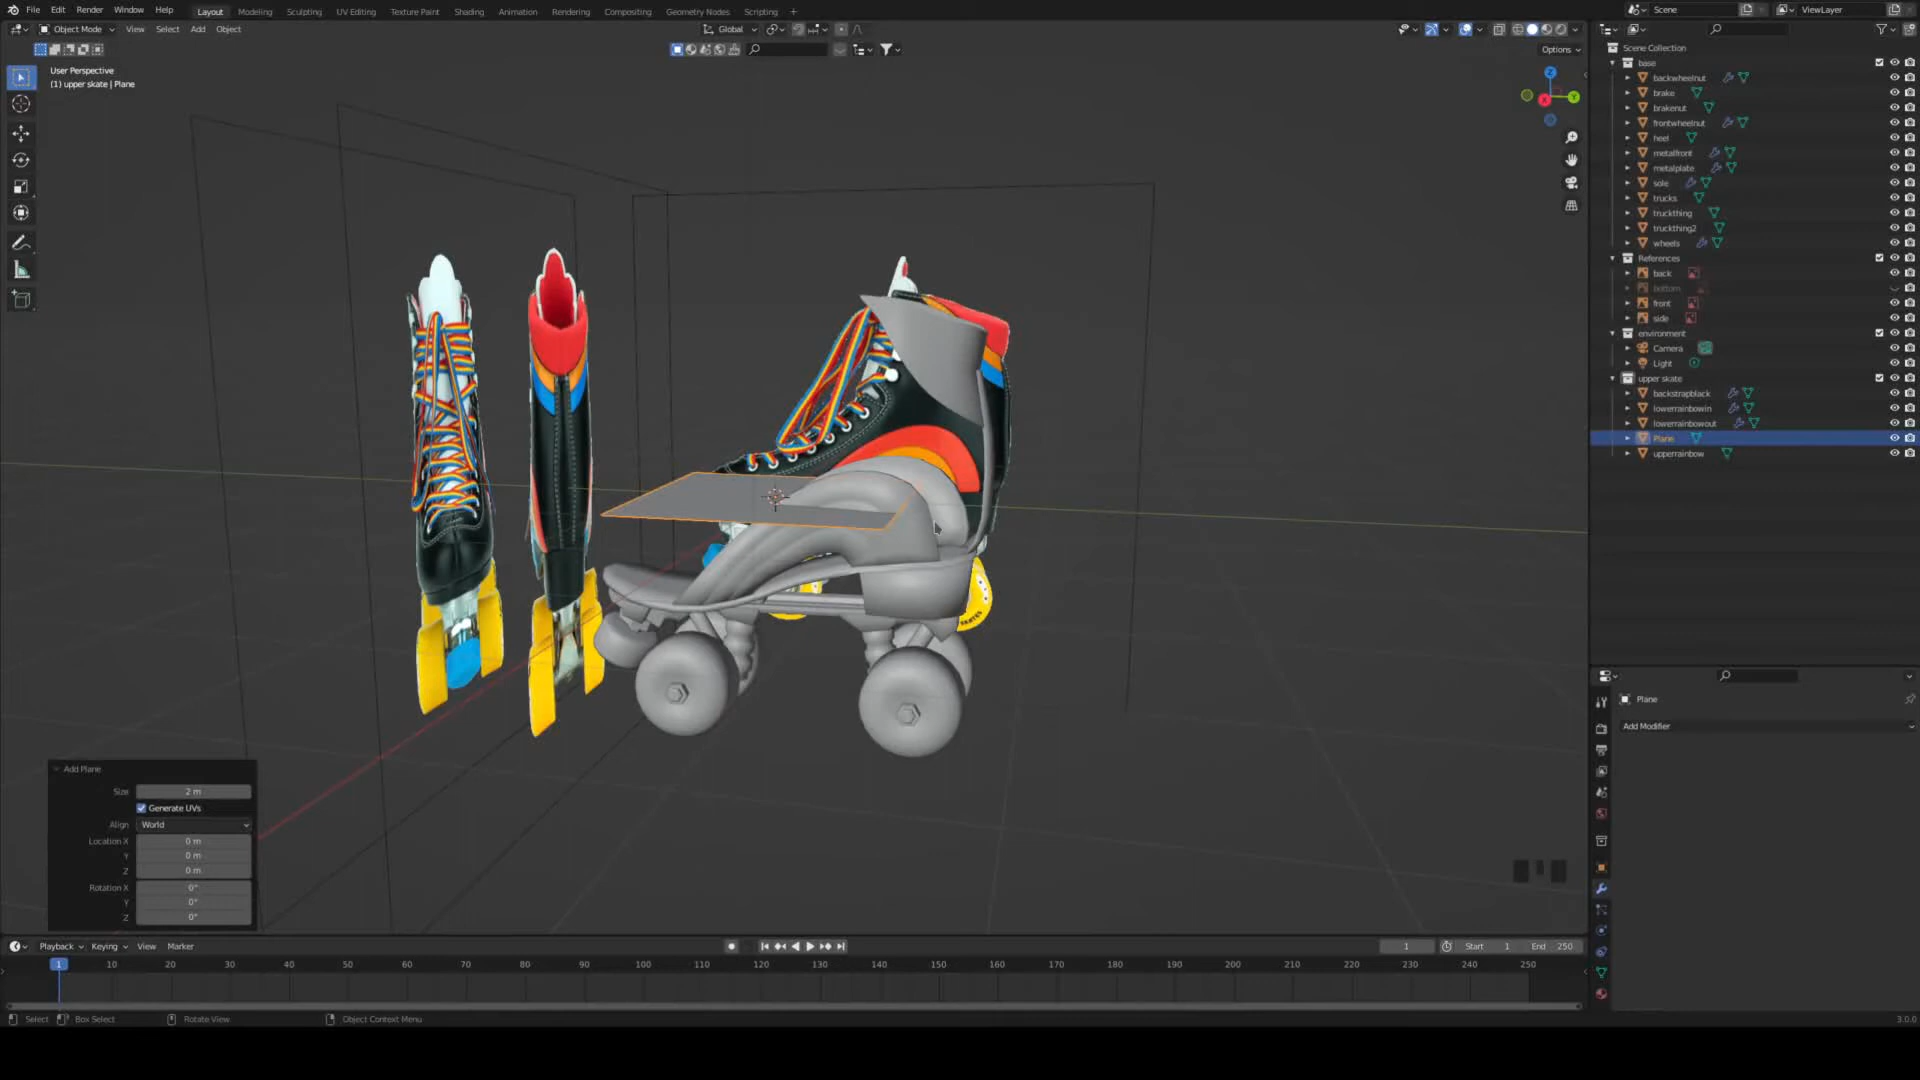 File Edit Render Window Help Layout Modeling Sculpting UV Editing Texture Paint Shading Animation Rendering Compositing Geometry Nodes Scripting + Scene ViewLayer
Object Mode View Select Add Object Global
Options
User Perspective
(1) upper skate | Plane
Z
Y
X
Scene Collection
base
backwheelnut
brake
brakenut
frontwheelnut
heel
metalfront
metalplate
sole
trucks
truckthing
truckthing2
wheels
References
back
bottom
front
side
environment
Camera
Light
upper skate
backstrapblack
lowerrainbowin
lowerrainbowout
Plane
upperrainbow
SKATES
Plane
Add Modifier
Add Plane
Size 2 m
Generate UVs
Align World
Location X 0 m
Y 0 m
Z 0 m
Rotation X 0°
Y 0°
Z 0°
Playback Keying View Marker 1 Start 1 End 250
1 10 20 30 40 50 60 70 80 90 100 110 120 130 140 150 160 170 180 190 200 210 220 230 240 250
Select Box Select Rotate View Object Context Menu 3.0.0